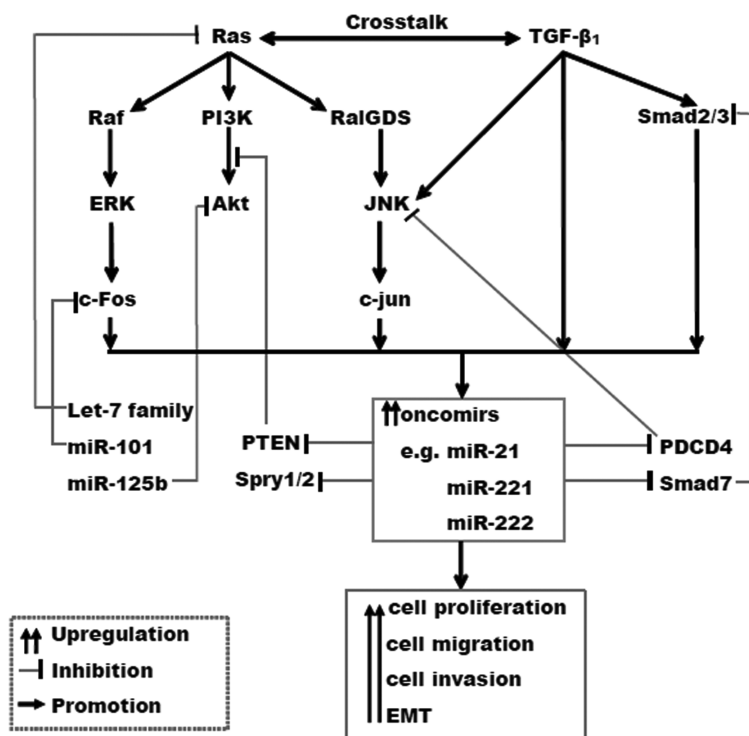 Crosstalk
Ras
TGF-β₁
Raf
PI3K
RalGDS
Smad2/3
ERK
Akt
JNK
c-Fos
c-jun
Let-7 family
miR-101
miR-125b
PTEN
Spry1/2
oncomirs
e.g. miR-21
miR-221
miR-222
PDCD4
Smad7
cell proliferation
cell migration
cell invasion
EMT
Upregulation
Inhibition
Promotion